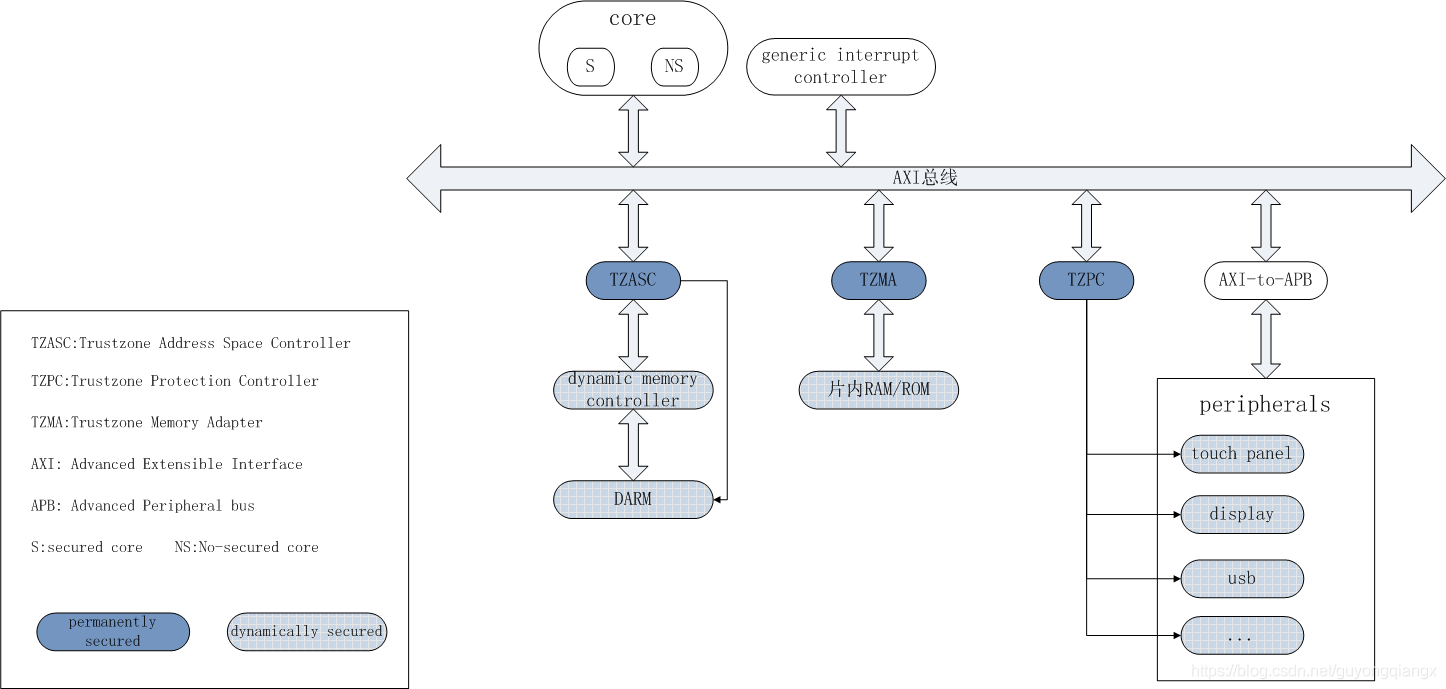 core
S
NS
generic interrupt
controller
AXI总线
TZASC
TZMA
TZPC
AXI-to-APB
dynamic memory
controller
片内RAM/ROM
DARM
peripherals
touch panel
display
usb
...
TZASC:Trustzone Address Space Controller
TZPC:Trustzone Protection Controller
TZMA:Trustzone Memory Adapter
AXI: Advanced Extensible Interface
APB: Advanced Peripheral bus
S:secured core NS:No-secured core
permanently
secured
dynamically secured
https://blog.csdn.net/guyongqiangx